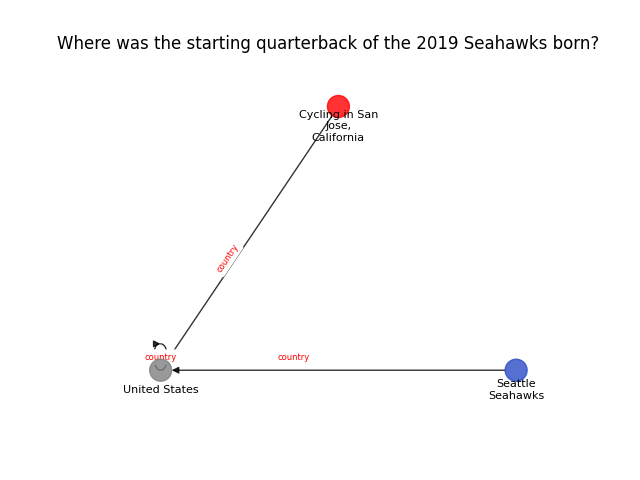 Where was the starting quarterback of the 2019 Seahawks born?
Cycling in San
Jose,
California
country
country
country
United States
Seattle
Seahawks